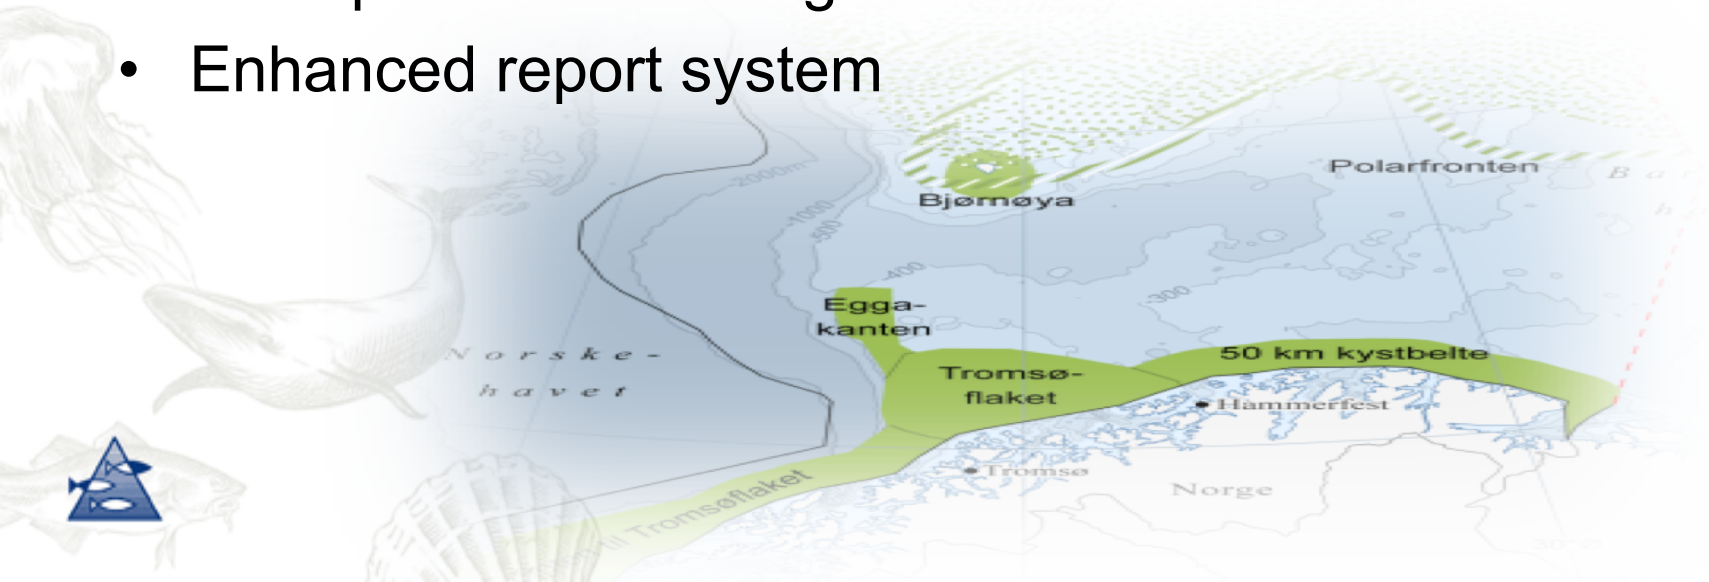 • Enhanced report system
Polarfronten
Bjørnøya
2000m
1000
500
400
300
Egga-
kanten
Norske-
havet
50 km kystbelte
Tromsø-
flaket
Hammerfest
Tromsø
Norge
til Tromsøflaket